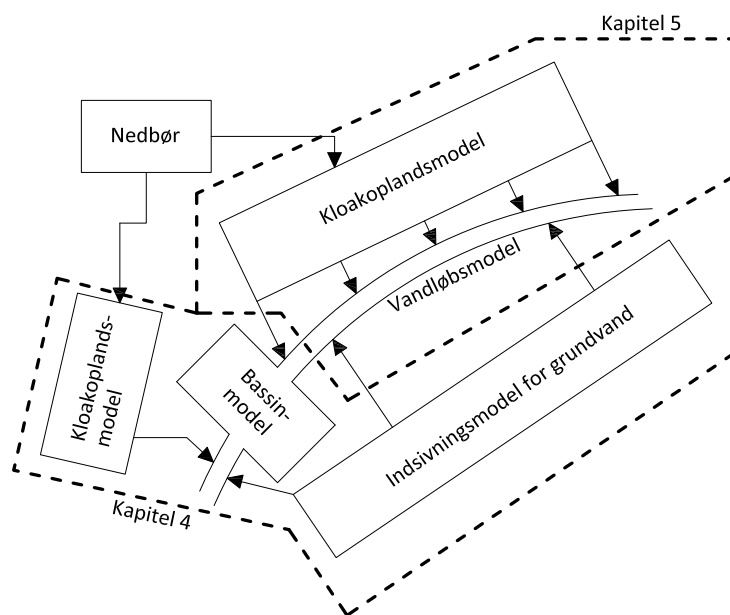 Kapitel 5
Nedbør
Kloakoplandsmodel
Vandløbsmodel
Kloakoplands-
model
Bassin-
model
Indsivningsmodel for grundvand
Kapitel 4